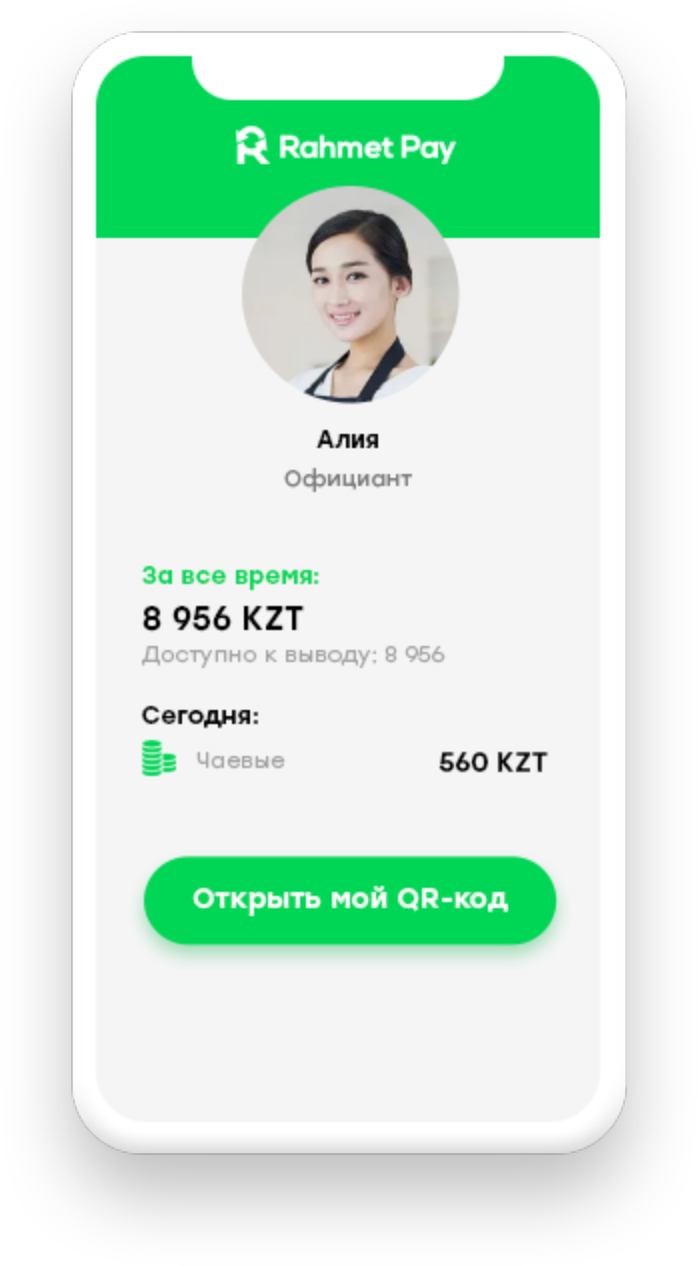 Rahmet Pay
Алия
Официант
За все время:
8 956 KZT
Доступно к выводу: 8 956
Сегодня:
Чаевые 560 KZT
Открыть мой QR-код